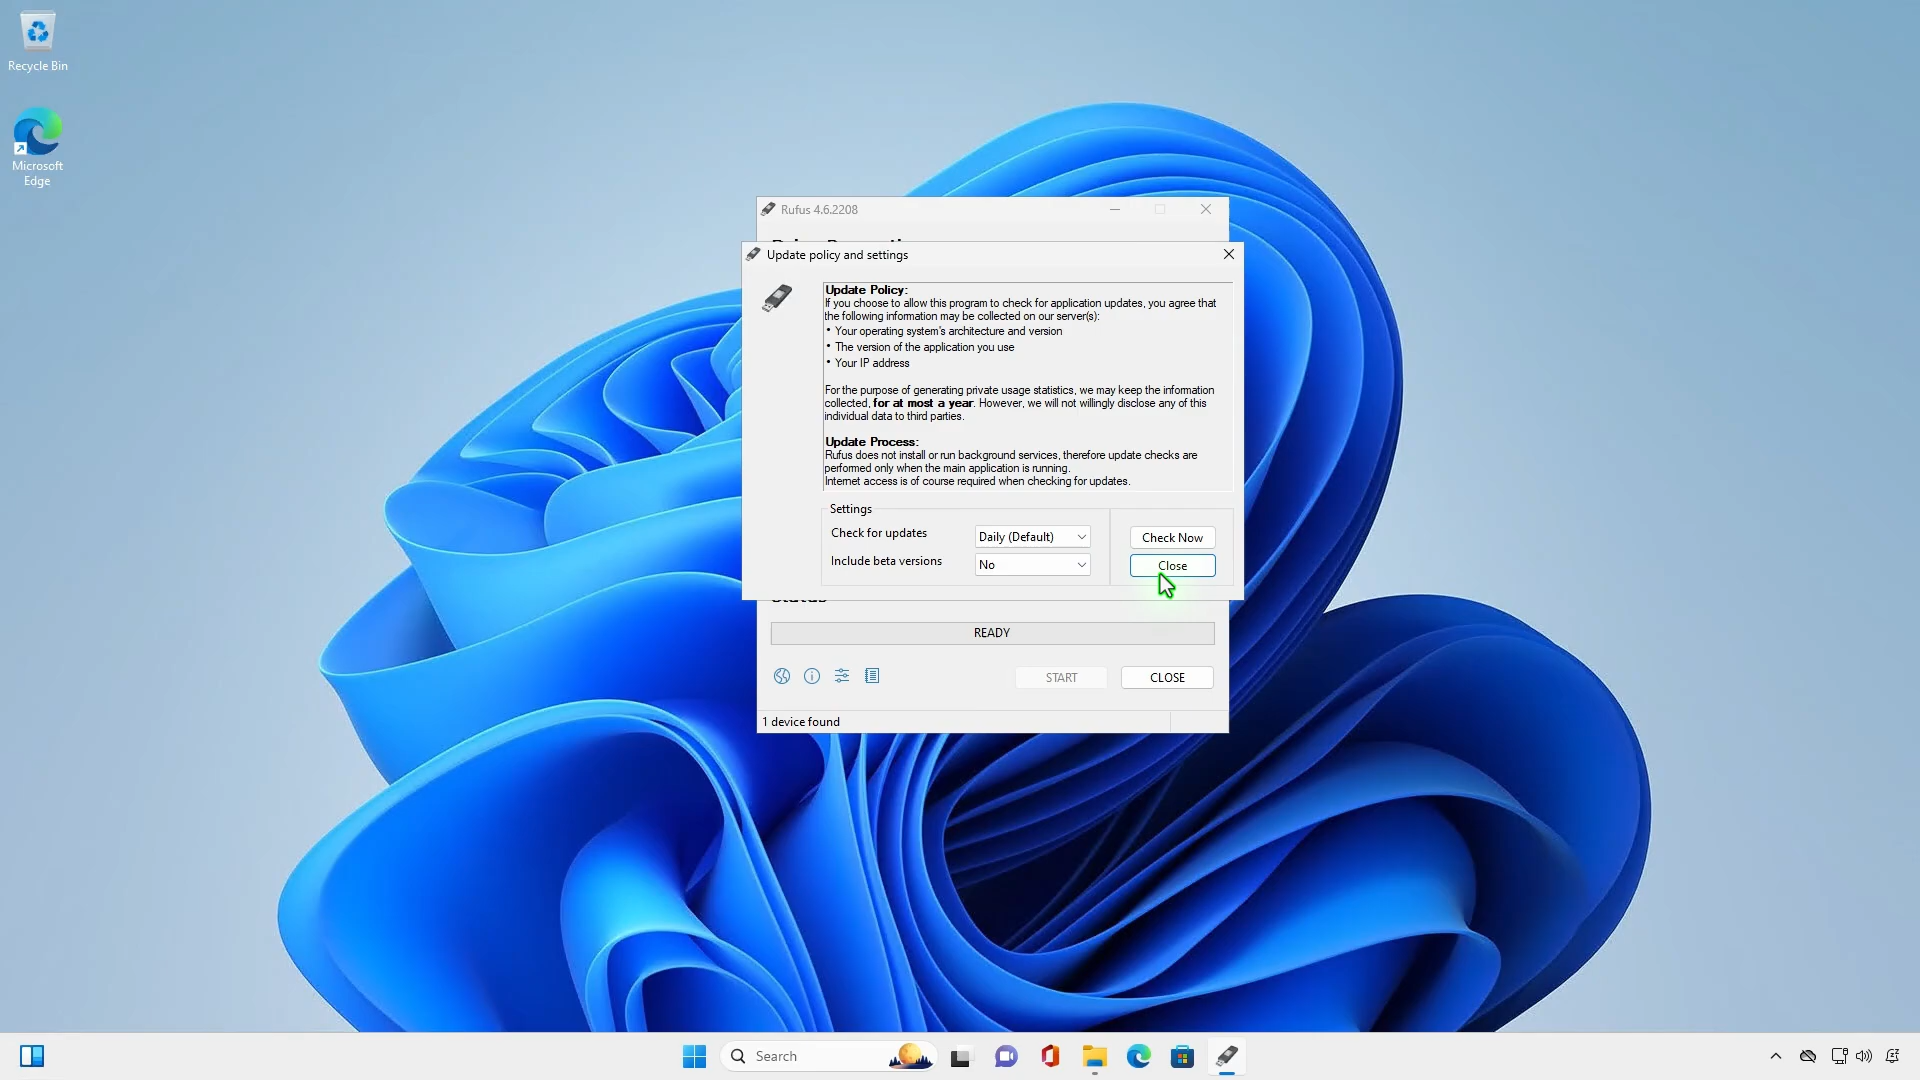 Recycle Bin
Microsoft
Edge
Rufus 4.6.2208
Update policy and settings
Update Policy:
If you choose to allow this program to check for application updates, you agree that
the following information may be collected on our server(s):
• Your operating system's architecture and version
• The version of the application you use
• Your IP address
For the purpose of generating private usage statistics, we may keep the information
collected, for at most a year. However, we will not willingly disclose any of this
individual data to third parties.
Update Process:
Rufus does not install or run background services, therefore update checks are
performed only when the main application is running.
Internet access is of course required when checking for updates.
Settings
Check for updates
Daily (Default)
Check Now
Include beta versions
No
Close
READY
START
CLOSE
1 device found
Search